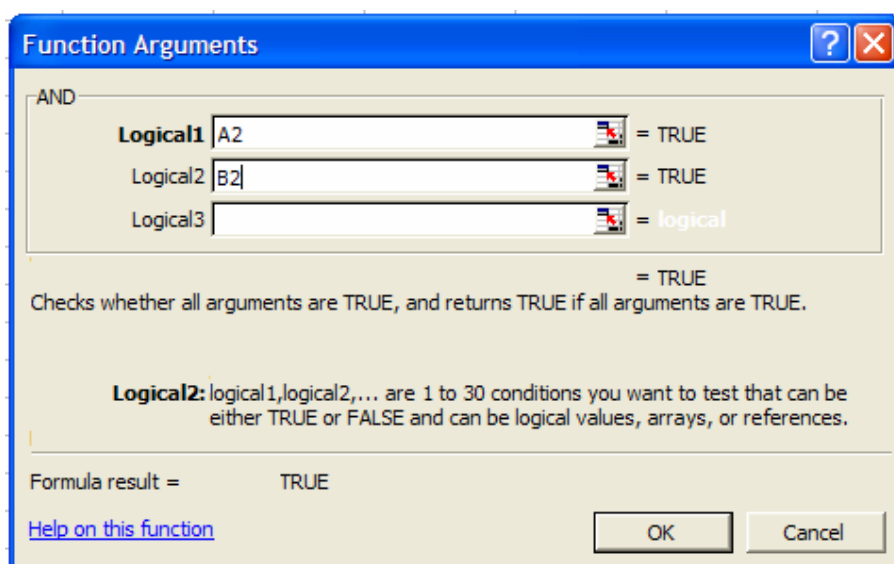 Function Arguments
AND
Logical1 A2 = TRUE
Logical2 B2 = TRUE
Logical3 = logical
= TRUE
Checks whether all arguments are TRUE, and returns TRUE if all arguments are TRUE.
Logical2: logical1,logical2,... are 1 to 30 conditions you want to test that can be
either TRUE or FALSE and can be logical values, arrays, or references.
Formula result = TRUE
Help on this function
OK Cancel